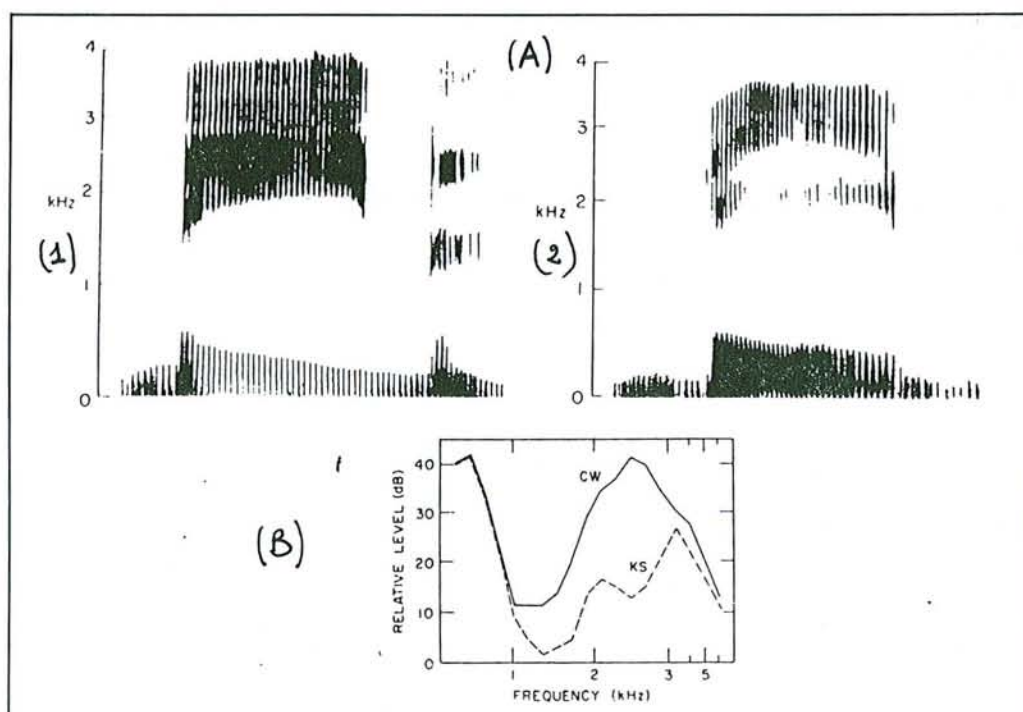 (A)
4
3
2
kHz
(1)
1
0
4
3
kHz 2
(2)
1
0
(B)
RELATIVE LEVEL (dB)
40
30
20
10
0
CW
KS
1 2 3 5
FREQUENCY (kHz)